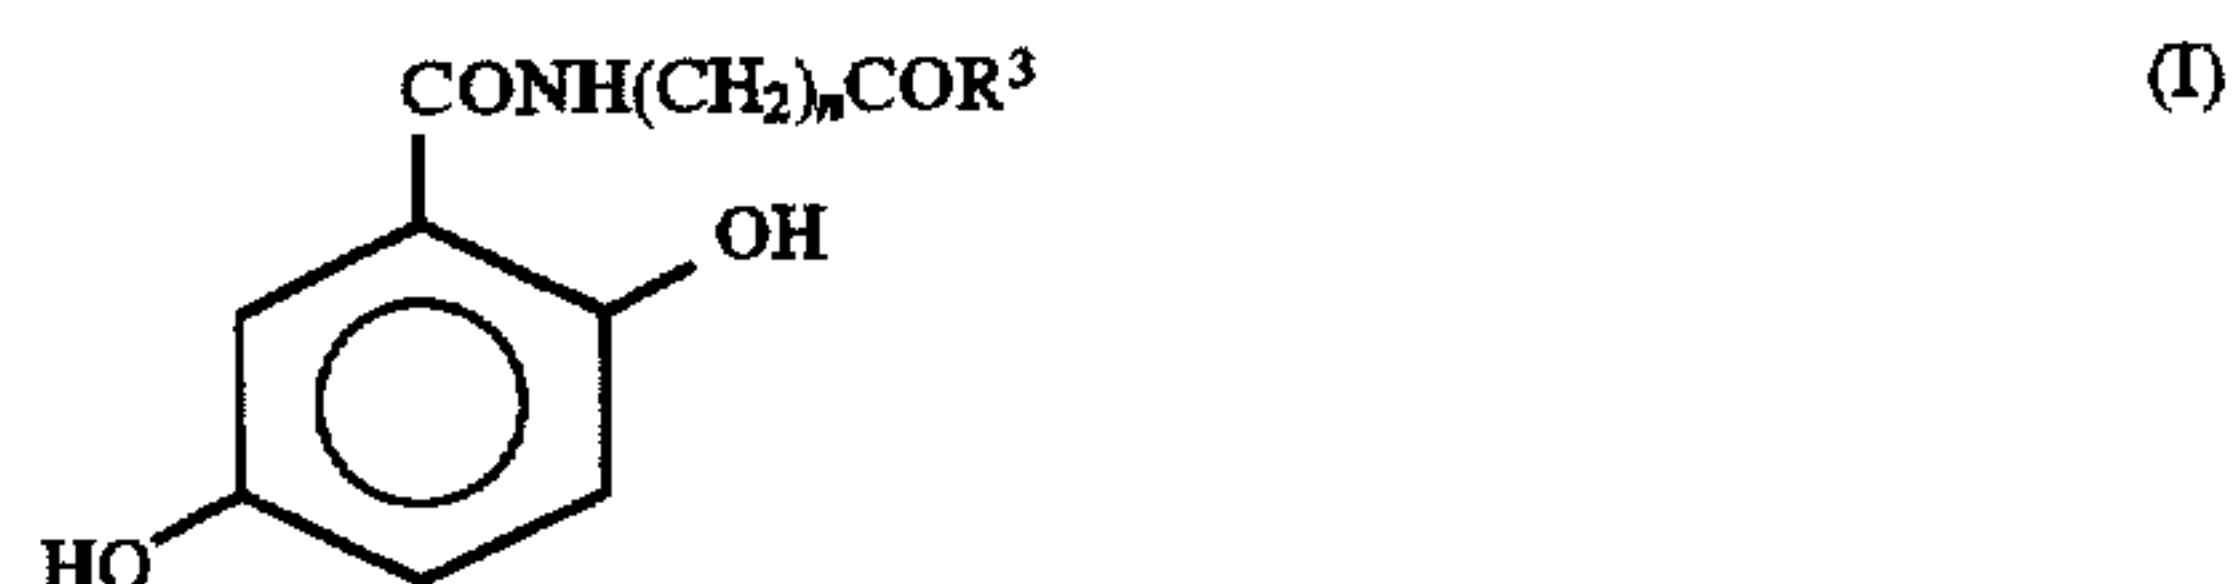 CONH(CH₂)ₙCOR³ (I)
OH
HO